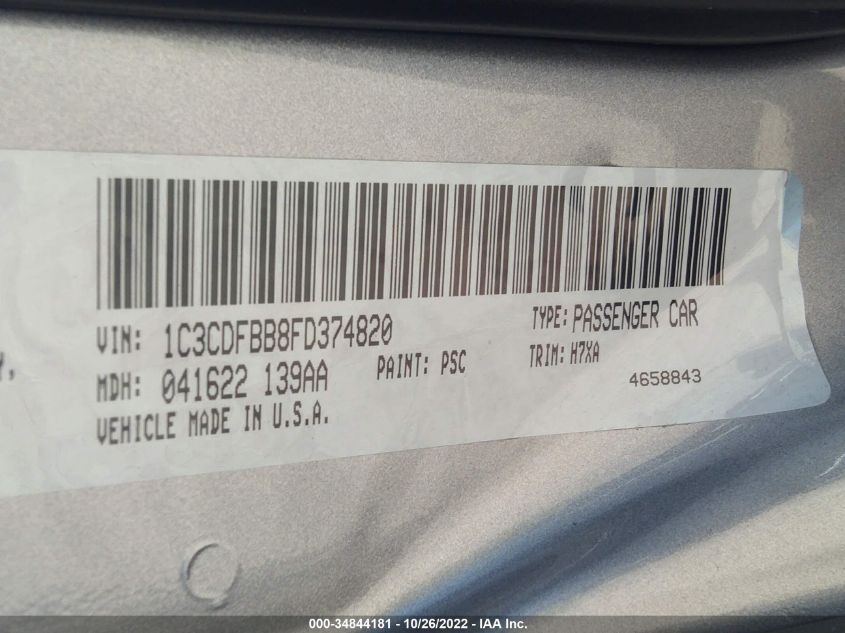 VIN: 1C3CDFBB8FD374820 TYPE: PASSENGER CAR
MDH: 041622 139AA PAINT: PSC TRIM: H7XA
4658843
VEHICLE MADE IN U.S.A.
000-34844181 - 10/26/2022 - IAA Inc.